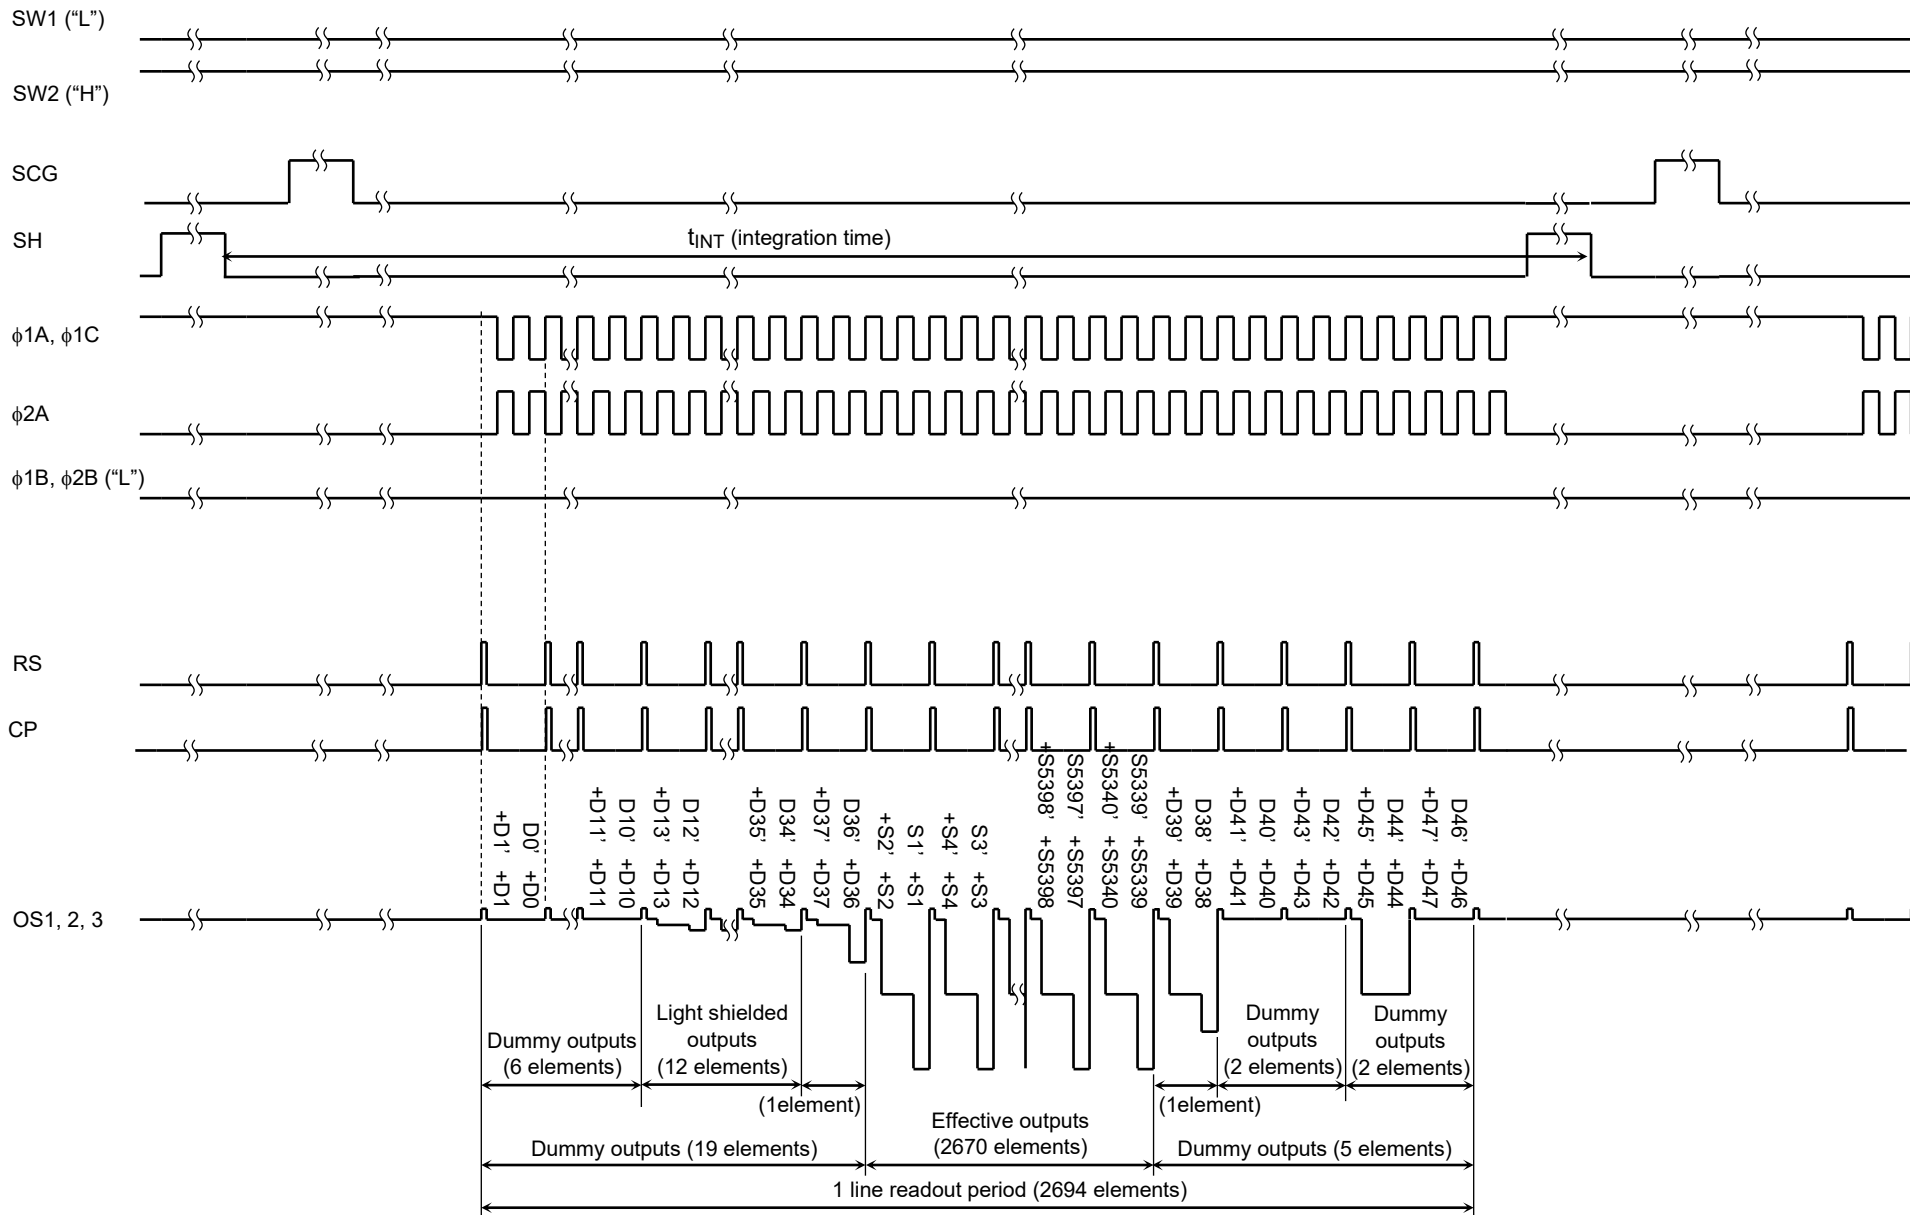 SW1 (“L”)
SW2 (“H”)
SCG
SH
tINT (integration time)
ϕ1A, ϕ1C
ϕ2A
ϕ1B, ϕ2B (“L”)
RS
CP
OS1, 2, 3
D0’ +D0
+D1’ +D1
D10’ +D10
+D11’ +D11
D12’ +D12
+D13’ +D13
D34’ +D34
+D35’ +D35
D36’ +D36
+D37’ +D37
S1’ +S1
+S2’ +S2
S3’ +S3
+S4’ +S4
S5397’ +S5397
+S5398’ +S5398
S5339’ +S5339
+S5340’ +S5340
D38’ +D38
+D39’ +D39
D40’ +D40
+D41’ +D41
D42’ +D42
+D43’ +D43
D44’ +D44
+D45’ +D45
D46’ +D46
+D47’ +D47
Dummy outputs
(6 elements)
Light shielded
outputs
(12 elements)
(1element)
Effective outputs
(2670 elements)
(1element)
Dummy
outputs
(2 elements)
Dummy
outputs
(2 elements)
Dummy outputs (19 elements)
Dummy outputs (5 elements)
1 line readout period (2694 elements)